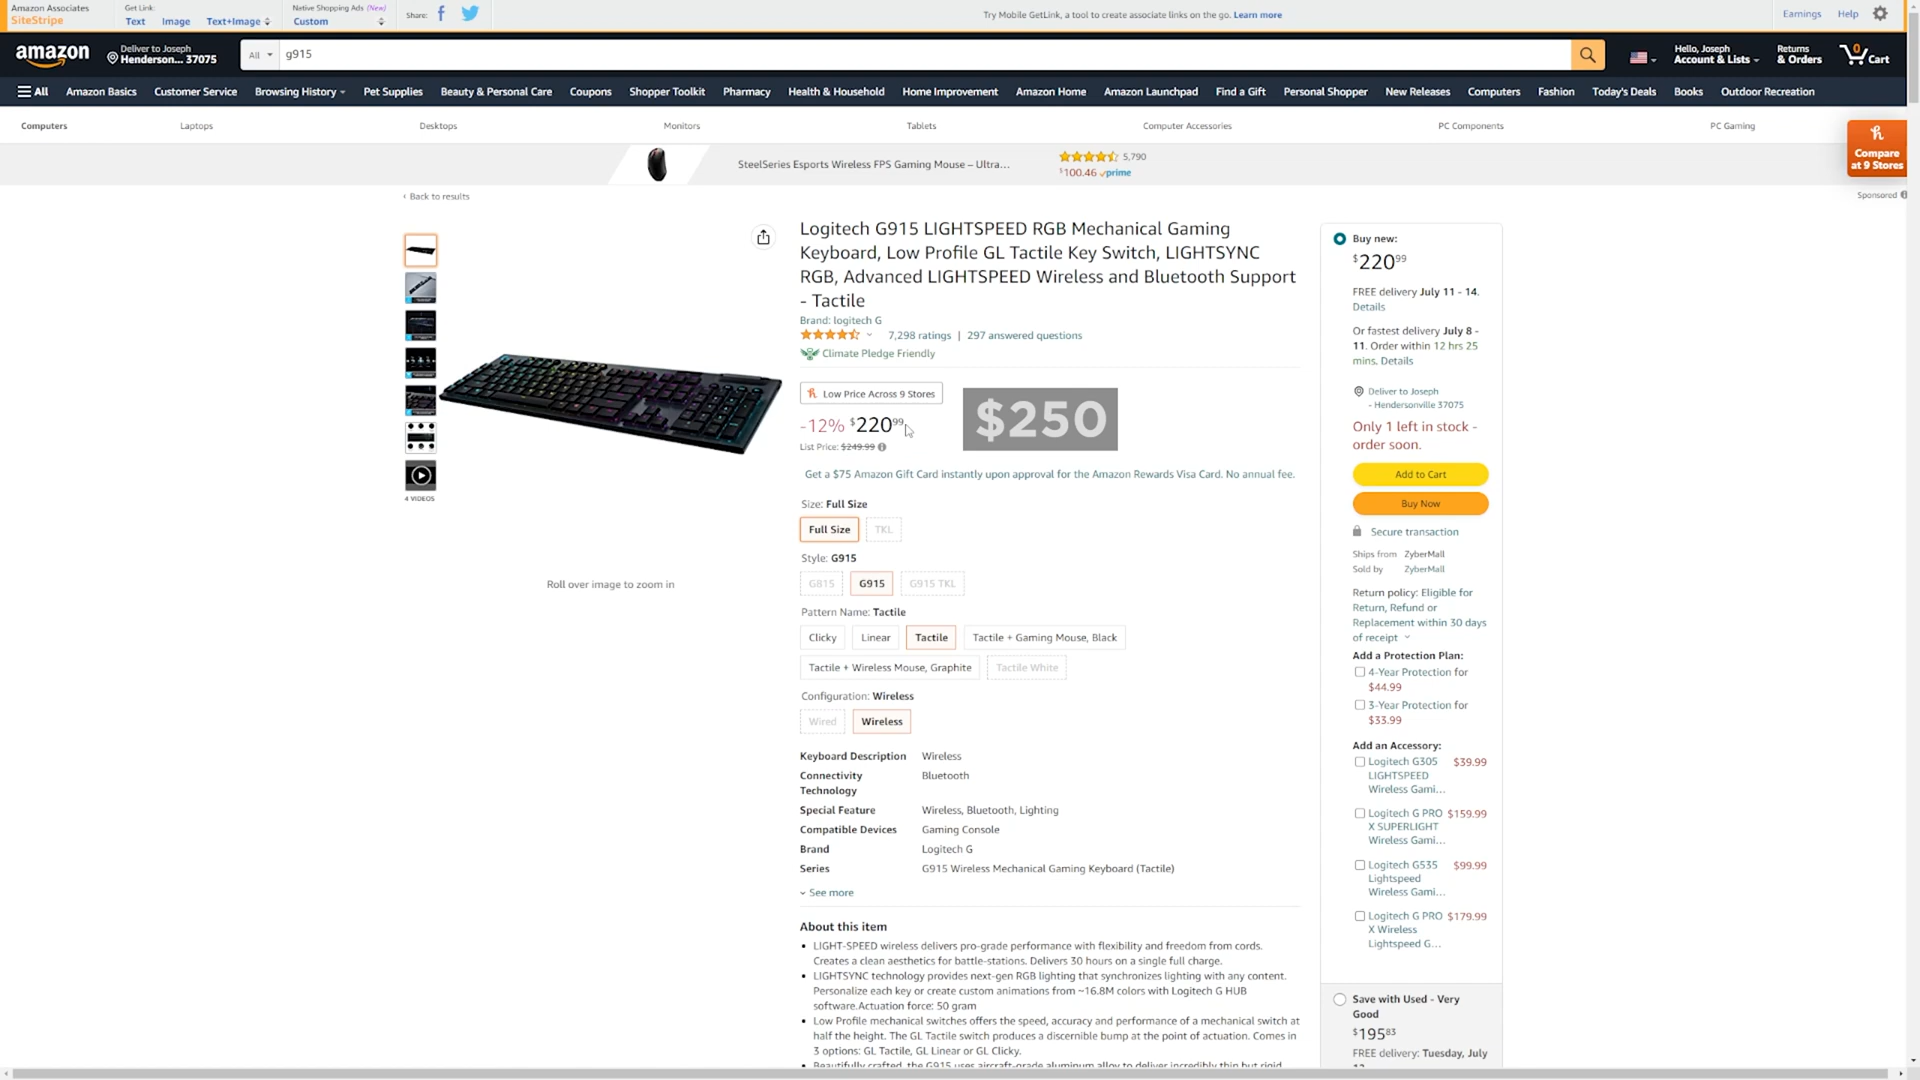 Amazon Associates
SiteStripe
Get Link:
Text Image Text+Image
Native Shopping Ads (New)
Custom
Share:
Try Mobile GetLink, a tool to create associate links on the go. Learn more
Earnings Help
amazon
Deliver to Joseph
Henderson... 37075
All
g915
Hello, Joseph
Account & Lists
Returns
& Orders
0
Cart
All Amazon Basics Customer Service Browsing History Pet Supplies Beauty & Personal Care Coupons Shopper Toolkit Pharmacy Health & Household Home Improvement Amazon Home Amazon Launchpad Find a Gift Personal Shopper New Releases Computers Fashion Today's Deals Books Outdoor Recreation
Computers Laptops Desktops Monitors Tablets Computer Accessories PC Components PC Gaming
Compare
at 9 Stores
SteelSeries Esports Wireless FPS Gaming Mouse – Ultra...
5,790
$100.46 prime
Sponsored
‹ Back to results
4 VIDEOS
Roll over image to zoom in
Logitech G915 LIGHTSPEED RGB Mechanical Gaming
Keyboard, Low Profile GL Tactile Key Switch, LIGHTSYNC
RGB, Advanced LIGHTSPEED Wireless and Bluetooth Support
- Tactile
Brand: logitech G
7,298 ratings | 297 answered questions
Climate Pledge Friendly
Low Price Across 9 Stores
-12% $220 99
List Price: $249.99
$250
Get a $75 Amazon Gift Card instantly upon approval for the Amazon Rewards Visa Card. No annual fee.
Size: Full Size
Full Size TKL
Style: G915
G815 G915 G915 TKL
Pattern Name: Tactile
Clicky Linear Tactile Tactile + Gaming Mouse, Black
Tactile + Wireless Mouse, Graphite Tactile White
Configuration: Wireless
Wired Wireless
Keyboard Description Wireless
Connectivity Bluetooth
Technology
Special Feature Wireless, Bluetooth, Lighting
Compatible Devices Gaming Console
Brand Logitech G
Series G915 Wireless Mechanical Gaming Keyboard (Tactile)
See more
About this item
• LIGHT-SPEED wireless delivers pro-grade performance with flexibility and freedom from cords.
Creates a clean aesthetics for battle-stations. Delivers 30 hours on a single full charge.
• LIGHTSYNC technology provides next-gen RGB lighting that synchronizes lighting with any content.
Personalize each key or create custom animations from ~16.8M colors with Logitech G HUB
software.Actuation force: 50 gram
• Low Profile mechanical switches offers the speed, accuracy and performance of a mechanical switch at
half the height. The GL Tactile switch produces a discernible bump at the point of actuation. Comes in
3 options: GL Tactile, GL Linear or GL Clicky.
• Beautifully crafted, the G915 uses aircraft-grade aluminum alloy to deliver incredibly thin but rigid
Buy new:
$220 99
FREE delivery July 11 - 14.
Details
Or fastest delivery July 8 -
11. Order within 12 hrs 25
mins. Details
Deliver to Joseph
- Hendersonville 37075
Only 1 left in stock -
order soon.
Add to Cart
Buy Now
Secure transaction
Ships from ZyberMall
Sold by ZyberMall
Return policy: Eligible for
Return, Refund or
Replacement within 30 days
of receipt
Add a Protection Plan:
4-Year Protection for
$44.99
3-Year Protection for
$33.99
Add an Accessory:
Logitech G305 $39.99
LIGHTSPEED
Wireless Gami...
Logitech G PRO $159.99
X SUPERLIGHT
Wireless Gami...
Logitech G535 $99.99
Lightspeed
Wireless Gami...
Logitech G PRO $179.99
X Wireless
Lightspeed G...
Save with Used - Very
Good
$195 83
FREE delivery: Tuesday, July